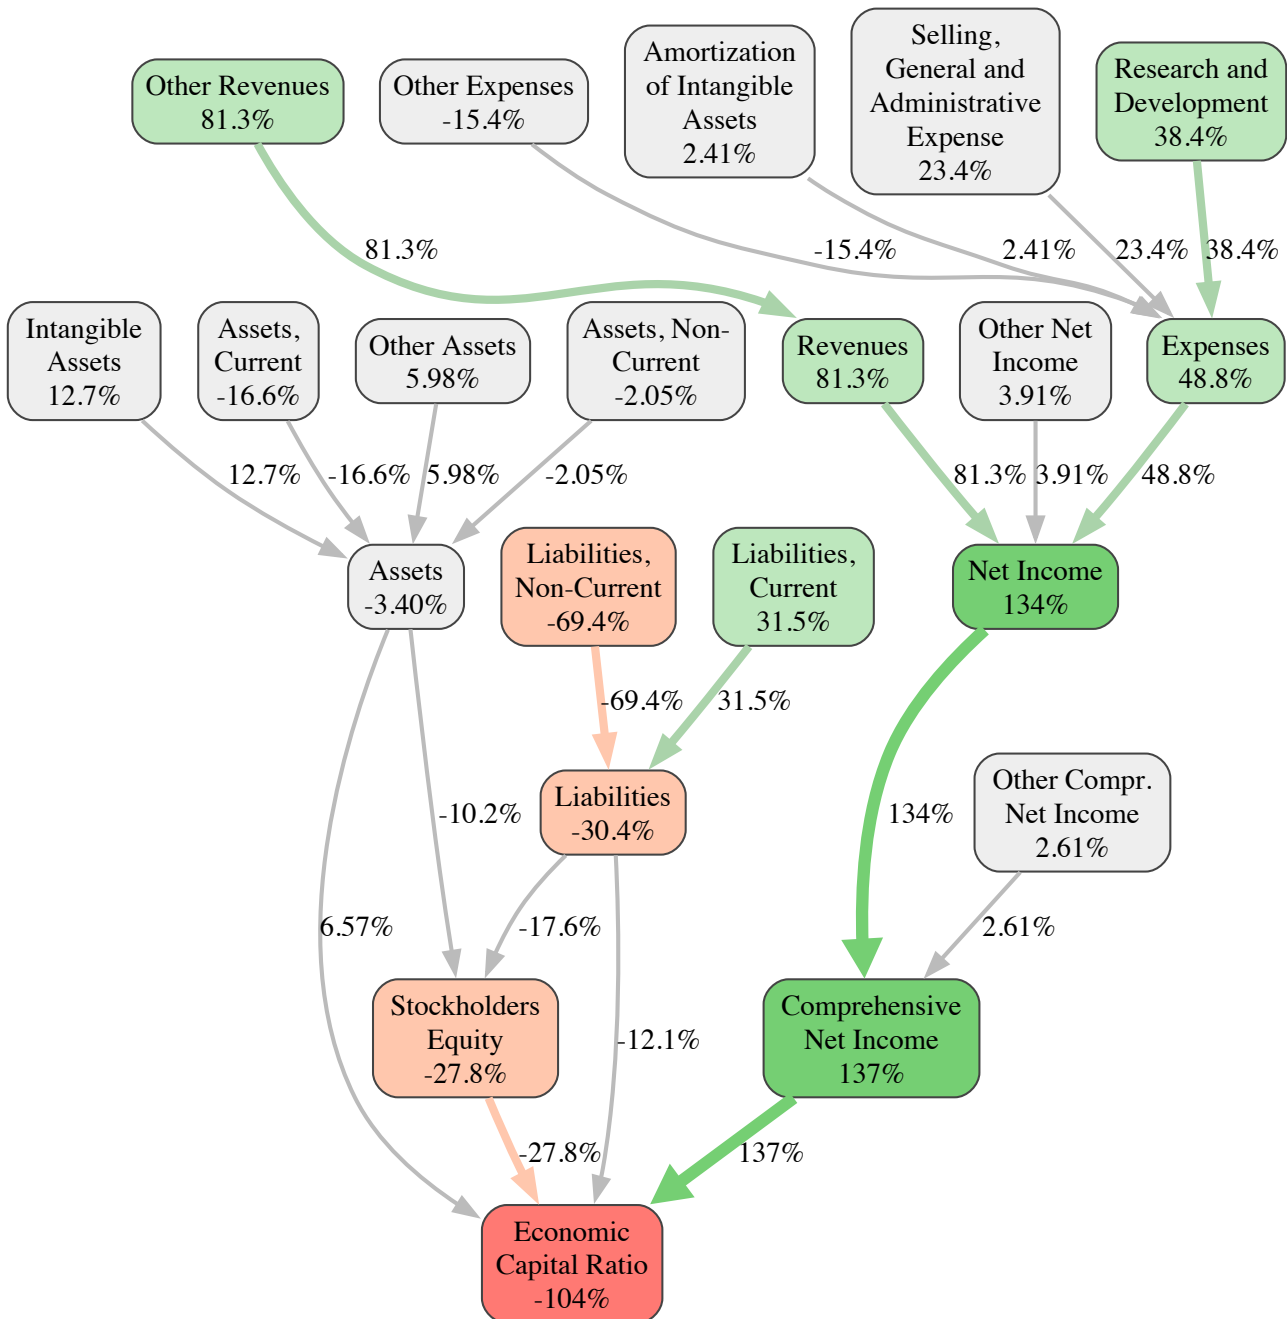 Other Revenues
81.3%
Other Expenses
-15.4%
Amortization
of Intangible
Assets
2.41%
Selling,
General and
Administrative
Expense
23.4%
Research and
Development
38.4%
81.3%
-15.4%
2.41%
23.4%
38.4%
Intangible
Assets
12.7%
Assets,
Current
-16.6%
Other Assets
5.98%
Assets, Non-
Current
-2.05%
Revenues
81.3%
Other Net
Income
3.91%
Expenses
48.8%
12.7%
-16.6%
5.98%
-2.05%
81.3%
3.91%
48.8%
Assets
-3.40%
Liabilities,
Non-Current
-69.4%
Liabilities,
Current
31.5%
Net Income
134%
-69.4%
31.5%
-10.2%
Liabilities
-30.4%
134%
Other Compr.
Net Income
2.61%
6.57%
-17.6%
2.61%
Stockholders
Equity
-27.8%
-12.1%
Comprehensive
Net Income
137%
-27.8%
137%
Economic
Capital Ratio
-104%